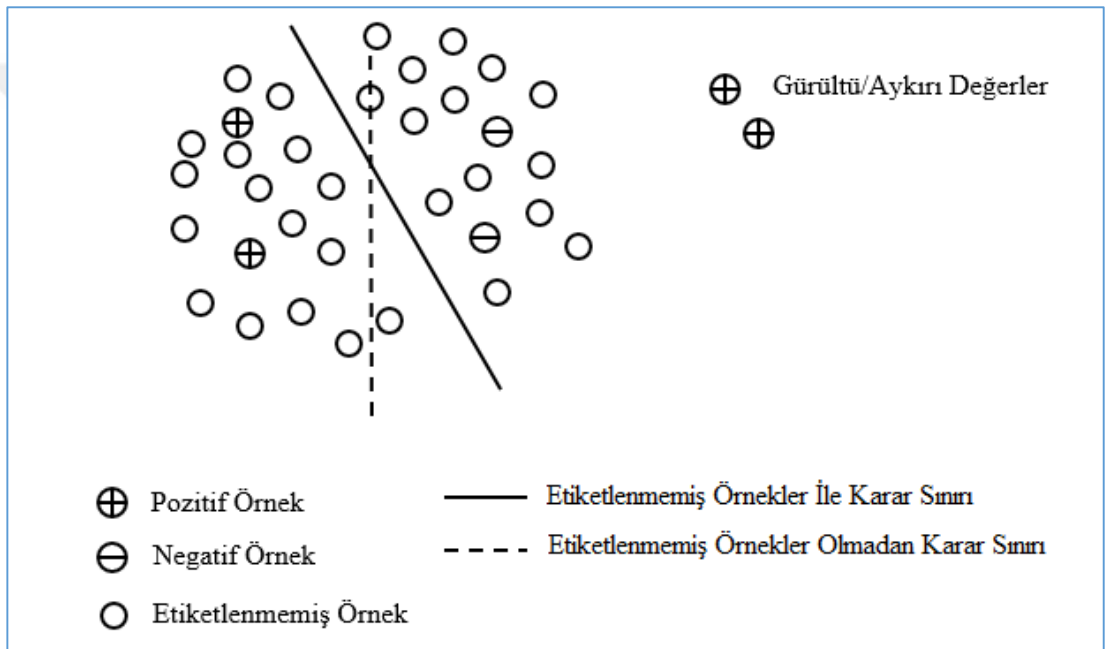 Gürültü/Aykırı Değerler
Pozitif Örnek
Negatif Örnek
Etiketlenmemiş Örnek
Etiketlenmemiş Örnekler İle Karar Sınırı
Etiketlenmemiş Örnekler Olmadan Karar Sınırı